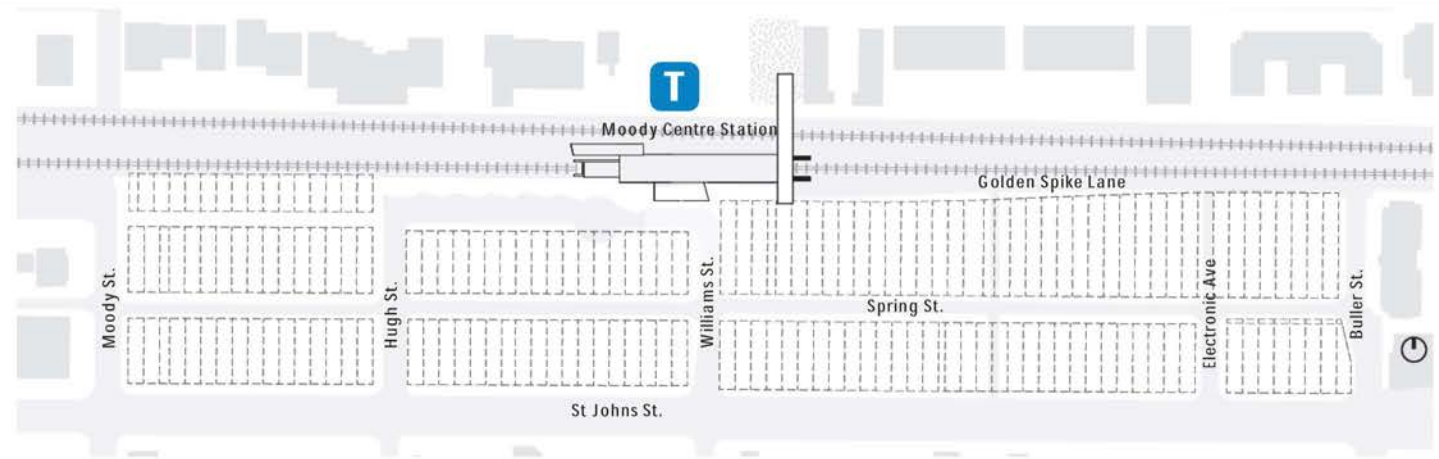 T
Moody Centre Station
Golden Spike Lane
Moody St.
Hugh St.
Williams St.
Spring St.
Electronic Ave
Buller St.
St Johns St.